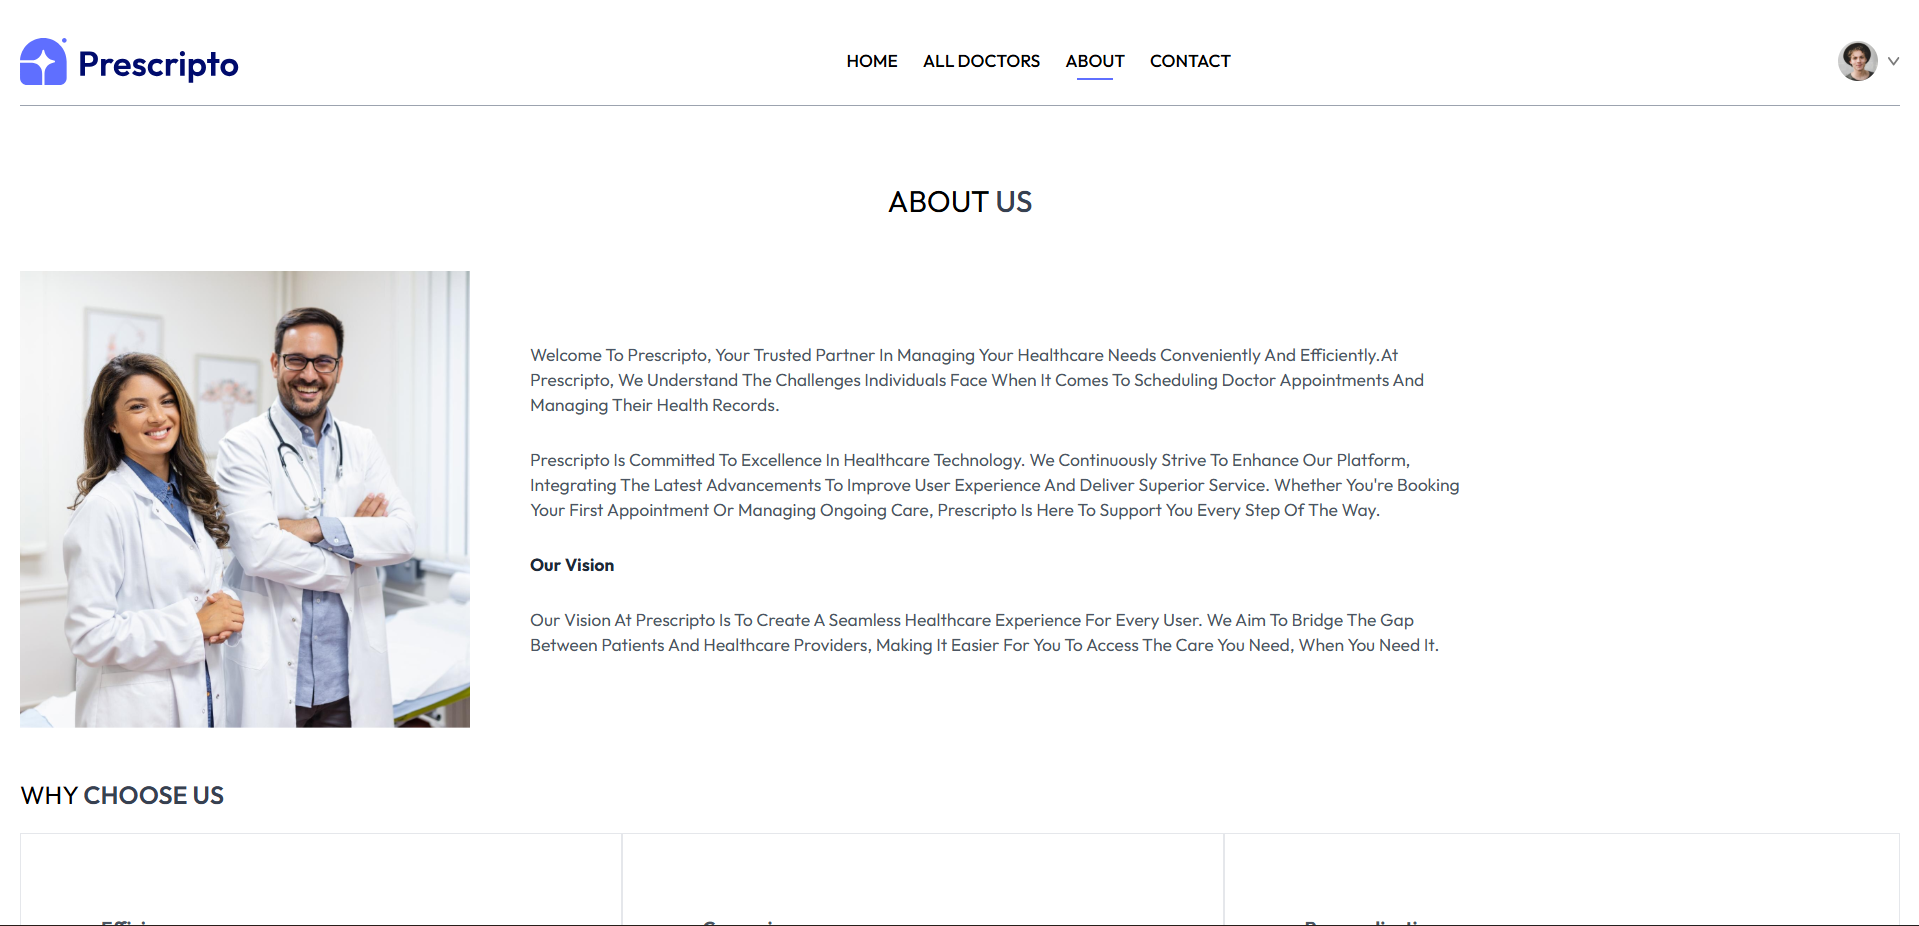 Prescripto
HOME ALL DOCTORS ABOUT CONTACT
ABOUT US
Welcome To Prescripto, Your Trusted Partner In Managing Your Healthcare Needs Conveniently And Efficiently.At
Prescripto, We Understand The Challenges Individuals Face When It Comes To Scheduling Doctor Appointments And
Managing Their Health Records.
Prescripto Is Committed To Excellence In Healthcare Technology. We Continuously Strive To Enhance Our Platform,
Integrating The Latest Advancements To Improve User Experience And Deliver Superior Service. Whether You're Booking
Your First Appointment Or Managing Ongoing Care, Prescripto Is Here To Support You Every Step Of The Way.
Our Vision
Our Vision At Prescripto Is To Create A Seamless Healthcare Experience For Every User. We Aim To Bridge The Gap
Between Patients And Healthcare Providers, Making It Easier For You To Access The Care You Need, When You Need It.
WHY CHOOSE US